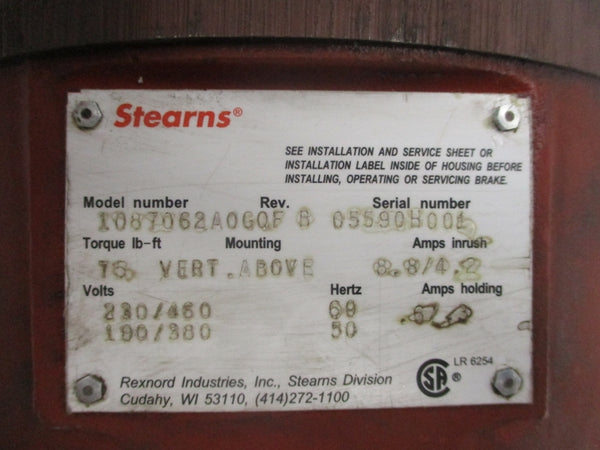 Stearns®
SEE INSTALLATION AND SERVICE SHEET OR
INSTALLATION LABEL INSIDE OF HOUSING BEFORE
INSTALLING, OPERATING OR SERVICING BRAKE.
Model number Rev. Serial number
1087062A0GQF B 05590H001
Torque lb-ft Mounting Amps inrush
VERT.ABOVE 8.8/4.2
Volts Hertz Amps holding
230/460 60
190/380 50
LR 6254
Rexnord Industries, Inc., Stearns Division
Cudahy, WI 53110, (414)272-1100